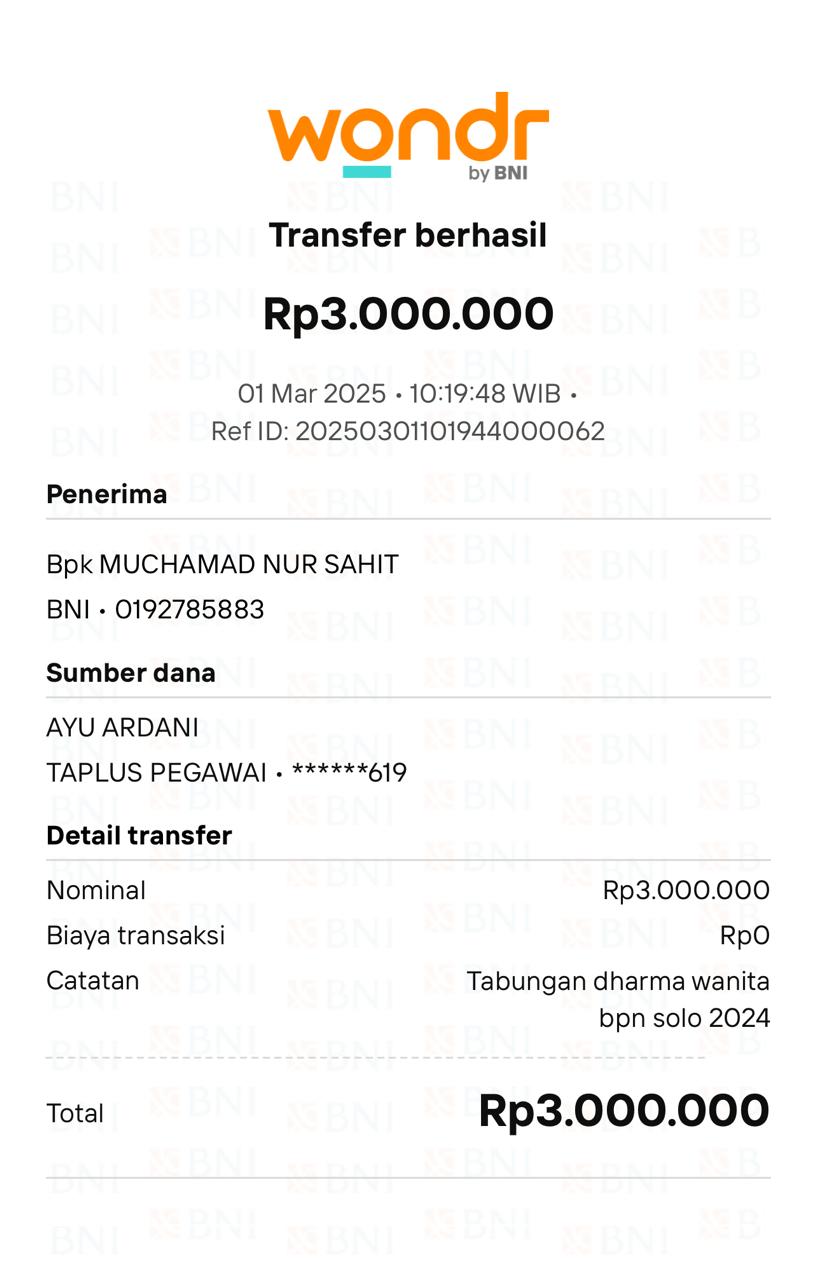 wondr
by BNI
Transfer berhasil
Rp3.000.000
01 Mar 2025 • 10:19:48 WIB •
Ref ID: 20250301101944000062
Penerima
Bpk MUCHAMAD NUR SAHIT
BNI • 0192785883
Sumber dana
AYU ARDANI
TAPLUS PEGAWAI • ******619
Detail transfer
Nominal Rp3.000.000
Biaya transaksi Rp0
Catatan Tabungan dharma wanita
bpn solo 2024
Total Rp3.000.000